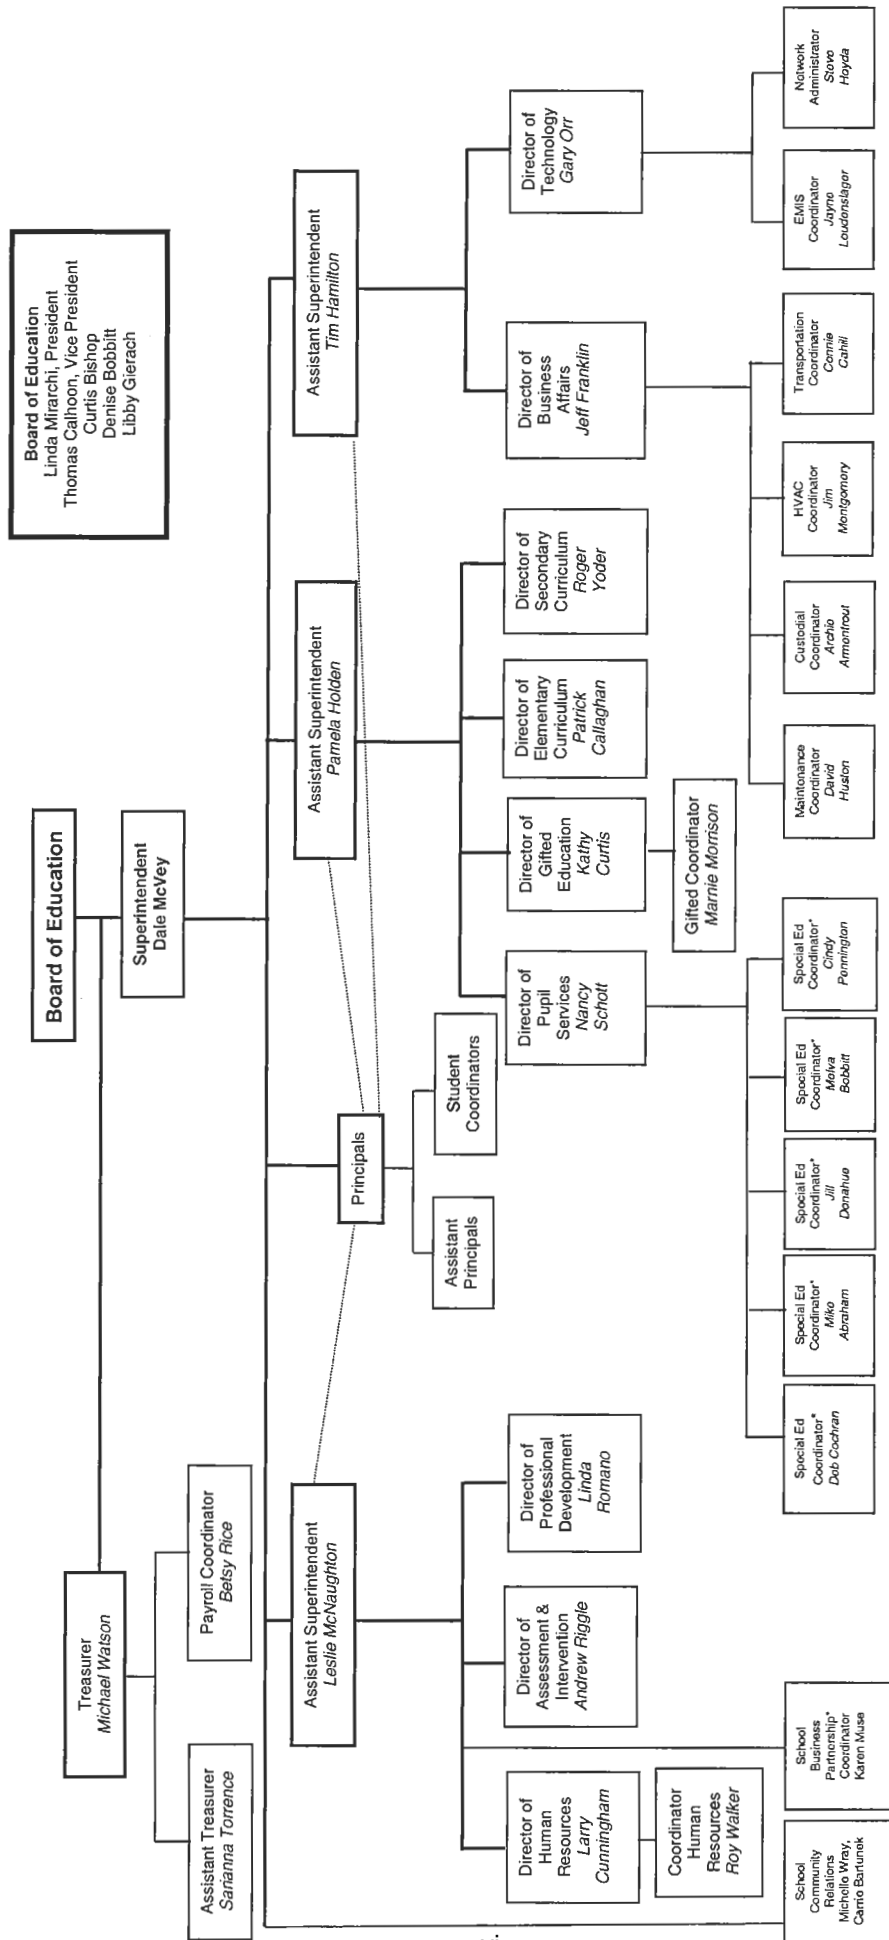 Board of Education
Linda Mirarchi, President
Thomas Calhoon, Vice President
Curtis Bishop
Denise Bobbitt
Libby Gierach
Board of Education
Treasurer
Michael Watson
Superintendent
Dale McVey
Assistant Treasurer
Sarianna Torrence
Payroll Coordinator
Betsy Rice
Assistant Superintendent
Leslie McNaughton
Principals
Assistant Superintendent
Pamela Holden
Assistant Superintendent
Tim Hamilton
Assistant
Principals
Student
Coordinators
Director of
Human
Resources
Larry
Cunningham
Director of
Assessment &
Intervention
Andrew Riggle
Director of
Professional
Development
Linda
Romano
Director of
Pupil
Services
Nancy
Schott
Director of
Gifted
Education
Kathy
Curtis
Director of
Elementary
Curriculum
Patrick
Callaghan
Director of
Secondary
Curriculum
Roger
Yoder
Director of
Business
Affairs
Jeff Franklin
Director of
Technology
Gary Orr
Coordinator
Human
Resources
Roy Walker
Gifted Coordinator
Marnie Morrison
School
Community
Relations
Michelle Wray,
Carrie Bartunek
School
Business
Partnership*
Coordinator
Karen Muse
Special Ed
Coordinator*
Deb Cochran
Special Ed
Coordinator*
Mike
Abraham
Special Ed
Coordinator*
Jill
Donahue
Special Ed
Coordinator*
Melva
Bobbitt
Special Ed
Coordinator*
Cindy
Pennington
Maintenance
Coordinator
David
Huston
Custodial
Coordinator
Archie
Armontrout
HVAC
Coordinator
Jim
Montgomery
Transportation
Coordinator
Connie
Cahill
EMIS
Coordinator
Jayne
Loudenslager
Network
Administrator
Steve
Hoyda